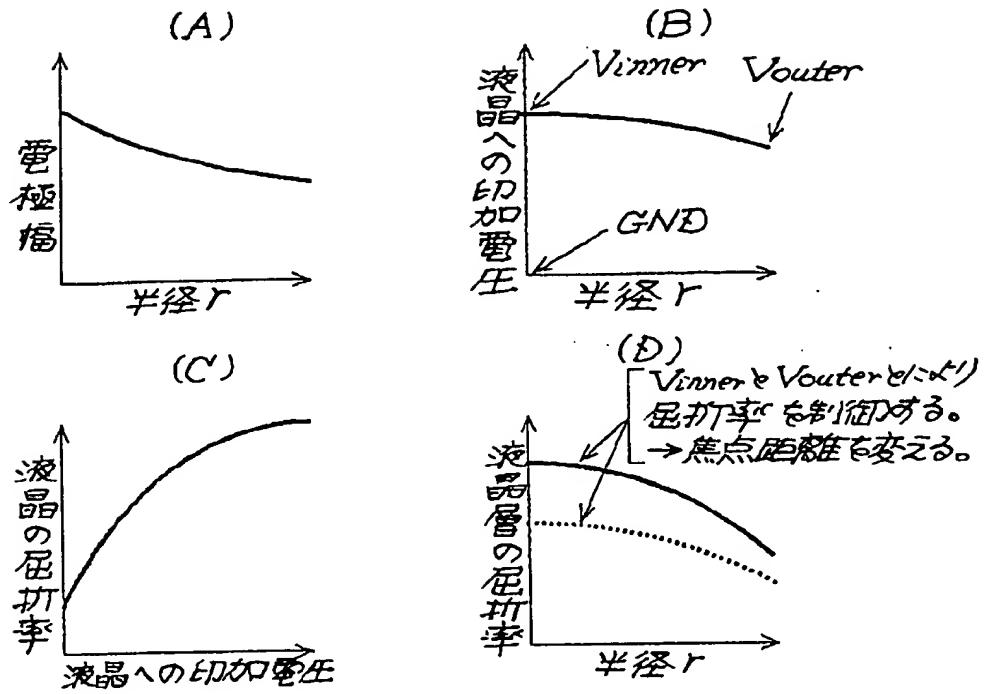 (A)
電極幅
半径r
(B)
Vinner
Vouter
液晶への印加電圧
GND
半径r
(C)
液晶の屈折率
液晶への印加電圧
(D)
VinnerとVouterとにより
屈折率を制御する。
→焦点距離を変える。
液晶層の屈折率
半径r